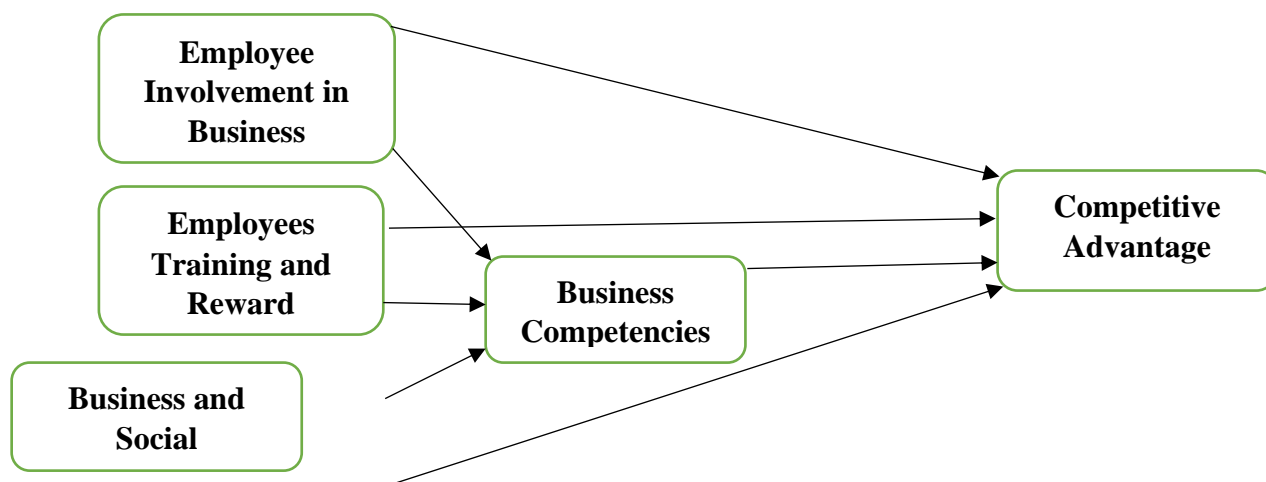 Employee
Involvement in
Business
Employees
Training and
Reward
Business and
Social
Business
Competencies
Competitive
Advantage